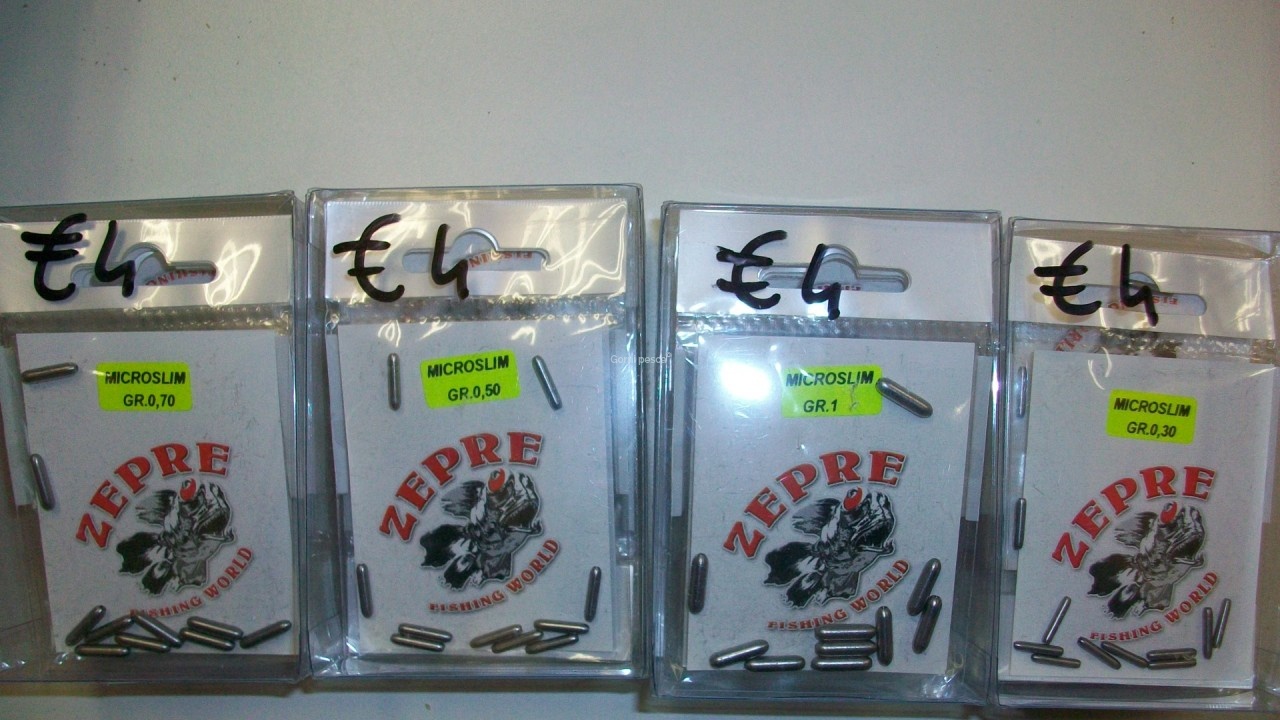 € 4
MICROSLIM
GR.0,70
ZEPRE
FISHING WORLD
€ 4
FISHING
MICROSLIM
GR.0,50
ZEPRE
FISHING WORLD
€ 4
MICROSLIM
GR.1
ZEPRE
FISHING WORLD
€ 4
MICROSLIM
GR.0,30
ZEPRE
FISHING WORLD